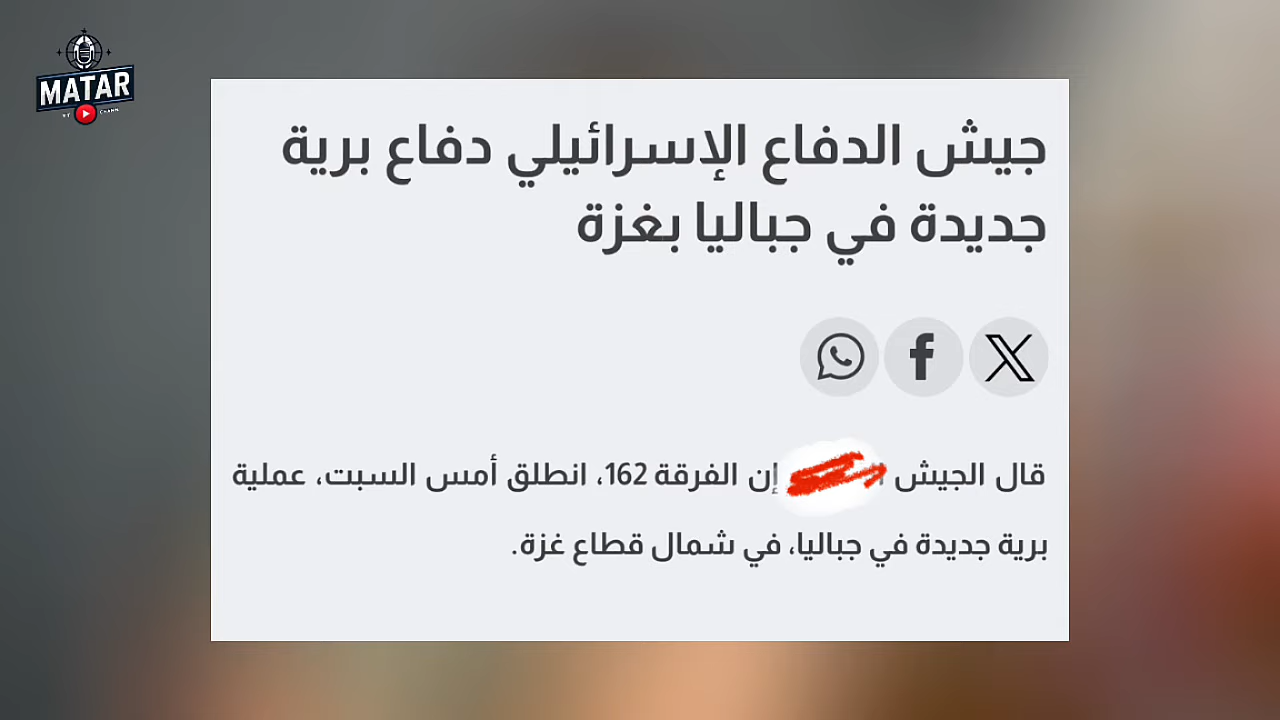 MATAR
جيش الدفاع الإسرائيلي دفاع برية
جديدة في جباليا بغزة
قال الجيش إن الفرقة 162، انطلق أمس السبت، عملية
برية جديدة في جباليا، في شمال قطاع غزة.